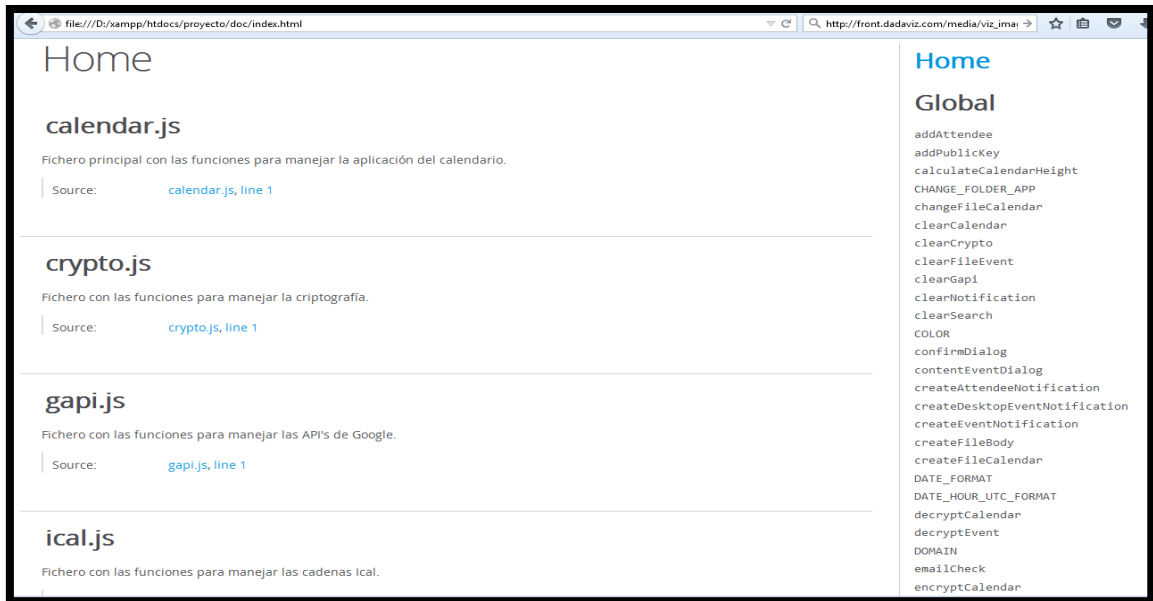 file:///D:/xampp/htdocs/proyecto/doc/index.html
http://front.dadaviz.com/media/viz_ima
Home
calendar.js
Fichero principal con las funciones para manejar la aplicación del calendario.
Source: calendar.js, line 1
crypto.js
Fichero con las funciones para manejar la criptografía.
Source: crypto.js, line 1
gapi.js
Fichero con las funciones para manejar las API's de Google.
Source: gapi.js, line 1
ical.js
Fichero con las funciones para manejar las cadenas Ical.
Home
Global
addAttendee
addPublicKey
calculateCalendarHeight
CHANGE_FOLDER_APP
changeFileCalendar
clearCalendar
clearCrypto
clearFileEvent
clearGapi
clearNotification
clearSearch
COLOR
confirmDialog
contentEventDialog
createAttendeeNotification
createDesktopEventNotification
createEventNotification
createFileBody
createFileCalendar
DATE_FORMAT
DATE_HOUR_UTC_FORMAT
decryptCalendar
decryptEvent
DOMAIN
emailCheck
encryptCalendar